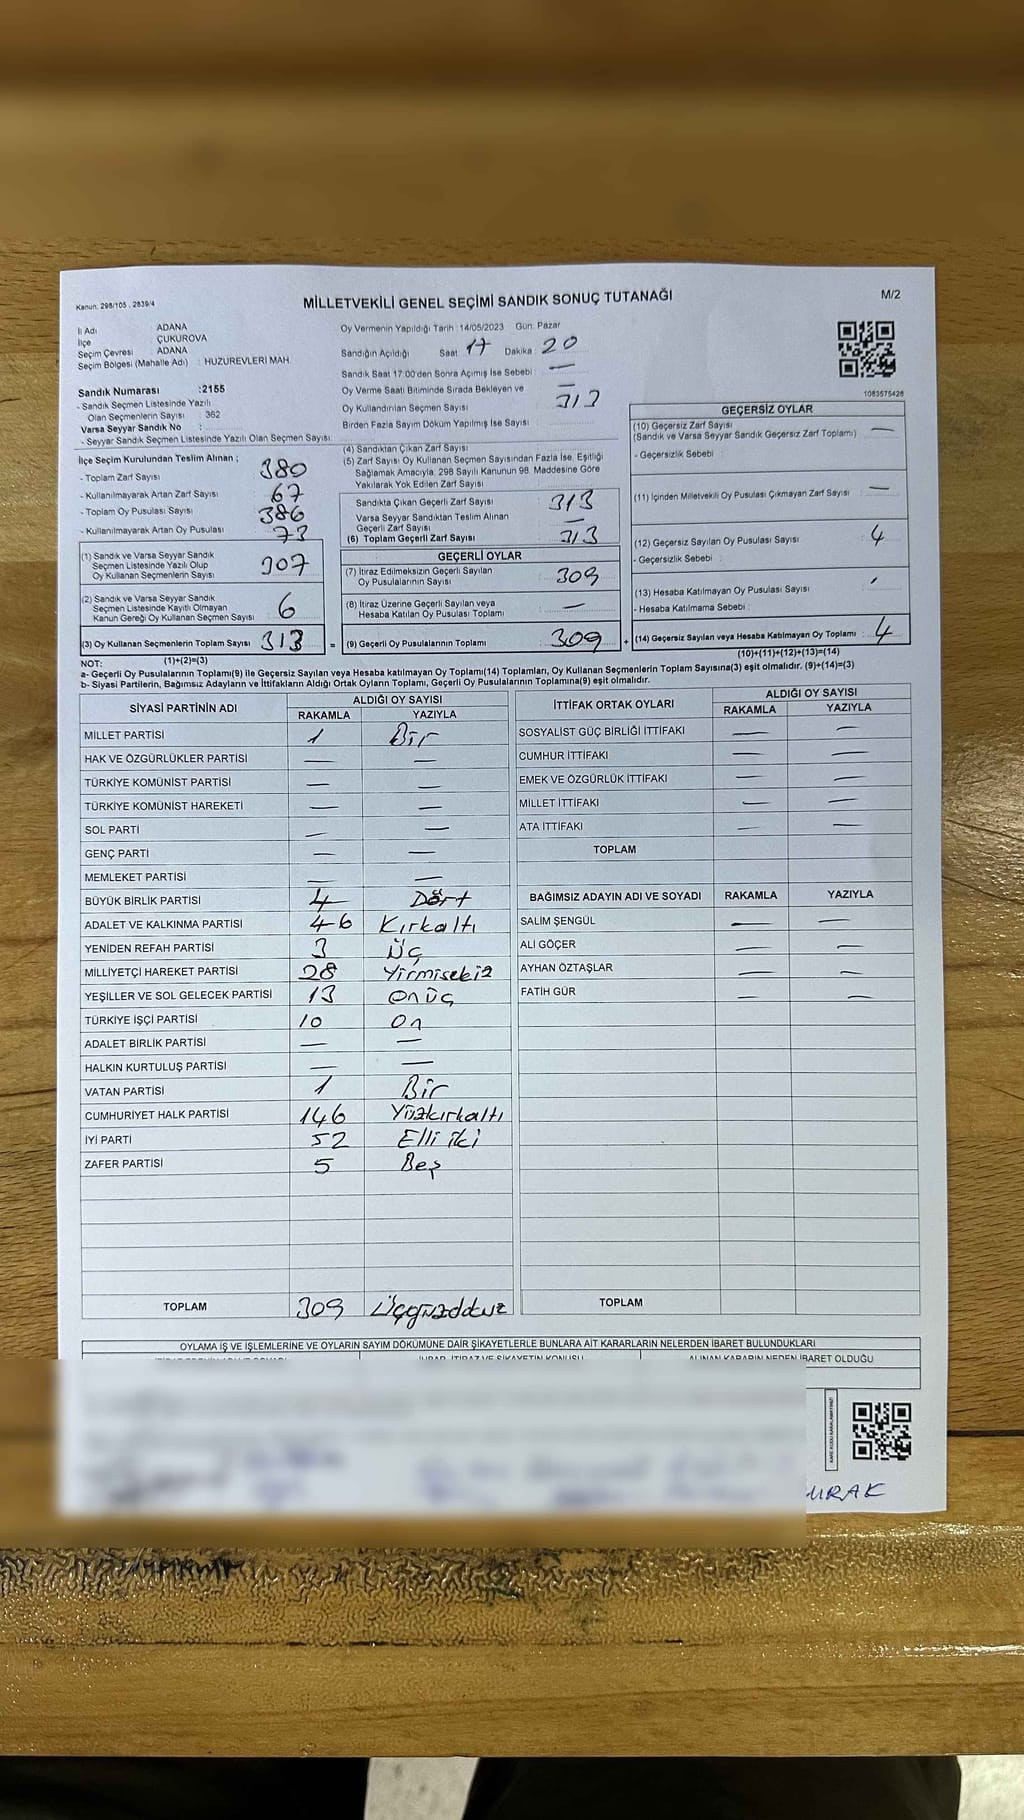 Kanun: 298/105 , 2839/4
MİLLETVEKİLİ GENEL SEÇİMİ SANDIK SONUÇ TUTANAĞI
M/2
İl Adı ADANA
İlçe ÇUKUROVA
Seçim Çevresi ADANA
Seçim Bölgesi (Mahalle Adı) : HUZUREVLERİ MAH.
Sandık Numarası :2155
- Sandık Seçmen Listesinde Yazılı
Olan Seçmenlerin Sayısı : 362
Varsa Seyyar Sandık No :
- Seyyar Sandık Seçmen Listesinde Yazılı Olan Seçmen Sayısı:
Oy Vermenin Yapıldığı Tarih :14/05/2023 Gün: Pazar
Sandığın Açıldığı Saat: 17 Dakika : 20
Sandık Saat 17:00'den Sonra Açımış İse Sebebi : —
Oy Verme Saati Bitiminde Sırada Bekleyen ve —
Oy Kullandırılan Seçmen Sayısı 313
Birden Fazla Sayım Döküm Yapılmış İse Sayısı :
1083575426
İlçe Seçim Kurulundan Teslim Alınan ;
- Toplam Zarf Sayısı : 380
- Kullanılmayarak Artan Zarf Sayısı : 67
- Toplam Oy Pusulası Sayısı : 386
- Kullanılmayarak Artan Oy Pusulası : 73
(1) Sandık ve Varsa Seyyar Sandık
Seçmen Listesinde Yazılı Olup
Oy Kullanan Seçmenlerin Sayısı 307
(2) Sandık ve Varsa Seyyar Sandık
Seçmen Listesinde Kayıtlı Olmayan
Kanun Gereği Oy Kullanan Seçmen Sayısı 6
(3) Oy Kullanan Seçmenlerin Toplam Sayısı 313 =
(1)+(2)=(3)
(4) Sandıktan Çıkan Zarf Sayısı
(5) Zarf Sayısı Oy Kullanan Seçmen Sayısından Fazla İse, Eşitliği
Sağlamak Amacıyla, 298 Sayılı Kanunun 98. Maddesine Göre
Yakılarak Yok Edilen Zarf Sayısı
Sandıkta Çıkan Geçerli Zarf Sayısı 313
Varsa Seyyar Sandıktan Teslim Alınan
Geçerli Zarf Sayısı —
(6) Toplam Geçerli Zarf Sayısı : 313
GEÇERLİ OYLAR
(7) İtiraz Edilmeksizin Geçerli Sayılan
Oy Pusulalarının Sayısı 309
(8) İtiraz Üzerine Geçerli Sayılan veya
Hesaba Katılan Oy Pusulası Toplamı —
(9) Geçerli Oy Pusulalarının Toplamı 309 +
GEÇERSİZ OYLAR
(10) Geçersiz Zarf Sayısı
(Sandık ve Varsa Seyyar Sandık Geçersiz Zarf Toplamı) —
- Geçersizlik Sebebi :
(11) İçinden Milletvekili Oy Pusulası Çıkmayan Zarf Sayısı —
(12) Geçersiz Sayılan Oy Pusulası Sayısı 4
- Geçersizlik Sebebi :
(13) Hesaba Katılmayan Oy Pusula Sayısı
- Hesaba Katılmama Sebebi :
(14) Geçersiz Sayılan veya Hesaba Katılmayan Oy Toplamı : 4
(10)+(11)+(12)+(13)=(14)
NOT:
a- Geçerli Oy Pusulalarının Toplamı(9) ile Geçersiz Sayılan veya Hesaba katılmayan Oy Toplamı(14) Toplamları, Oy Kullanan Seçmenlerin Toplam Sayısına(3) eşit olmalıdır. (9)+(14)=(3)
b- Siyasi Partilerin, Bağımsız Adayların ve İttifakların Aldığı Ortak Oyların Toplamı, Geçerli Oy Pusulalarının Toplamına(9) eşit olmalıdır.
SİYASİ PARTİNİN ADI ALDIĞI OY SAYISI
RAKAMLA YAZIYLA
MİLLET PARTİSİ 1 Bir
HAK VE ÖZGÜRLÜKLER PARTİSİ — —
TÜRKİYE KOMÜNİST PARTİSİ — —
TÜRKİYE KOMÜNİST HAREKETİ — —
SOL PARTİ — —
GENÇ PARTİ — —
MEMLEKET PARTİSİ — —
BÜYÜK BİRLİK PARTİSİ 4 Dört
ADALET VE KALKINMA PARTİSİ 46 Kırkaltı
YENİDEN REFAH PARTİSİ 3 Üç
MİLLİYETÇİ HAREKET PARTİSİ 28 Yirmisekiz
YEŞİLLER VE SOL GELECEK PARTİSİ 13 Onüç
TÜRKİYE İŞÇİ PARTİSİ 10 On
ADALET BİRLİK PARTİSİ — —
HALKIN KURTULUŞ PARTİSİ — —
VATAN PARTİSİ 1 Bir
CUMHURİYET HALK PARTİSİ 146 Yüzkırkaltı
İYİ PARTİ 52 Elli iki
ZAFER PARTİSİ 5 Beş
TOPLAM 309
İTTİFAK ORTAK OYLARI ALDIĞI OY SAYISI
RAKAMLA YAZIYLA
SOSYALİST GÜÇ BİRLİĞİ İTTİFAKI — —
CUMHUR İTTİFAKI — —
EMEK VE ÖZGÜRLÜK İTTİFAKI — —
MİLLET İTTİFAKI — —
ATA İTTİFAKI — —
TOPLAM
BAĞIMSIZ ADAYIN ADI VE SOYADI RAKAMLA YAZIYLA
SALİM ŞENGÜL — —
ALİ GÖÇER — —
AYHAN ÖZTAŞLAR — —
FATİH GÜR — —
TOPLAM
OYLAMA İŞ VE İŞLEMLERİNE VE OYLARIN SAYIM DÖKÜMÜNE DAİR ŞİKAYETLERLE BUNLARA AİT KARARLARIN NELERDEN İBARET BULUNDUKLARI
İHBAR, İTİRAZ VE ŞİKAYETİN KONUSU ALINAN KARARIN NEDEN İBARET OLDUĞU
KARE KODU KARALAMAYINIZ!